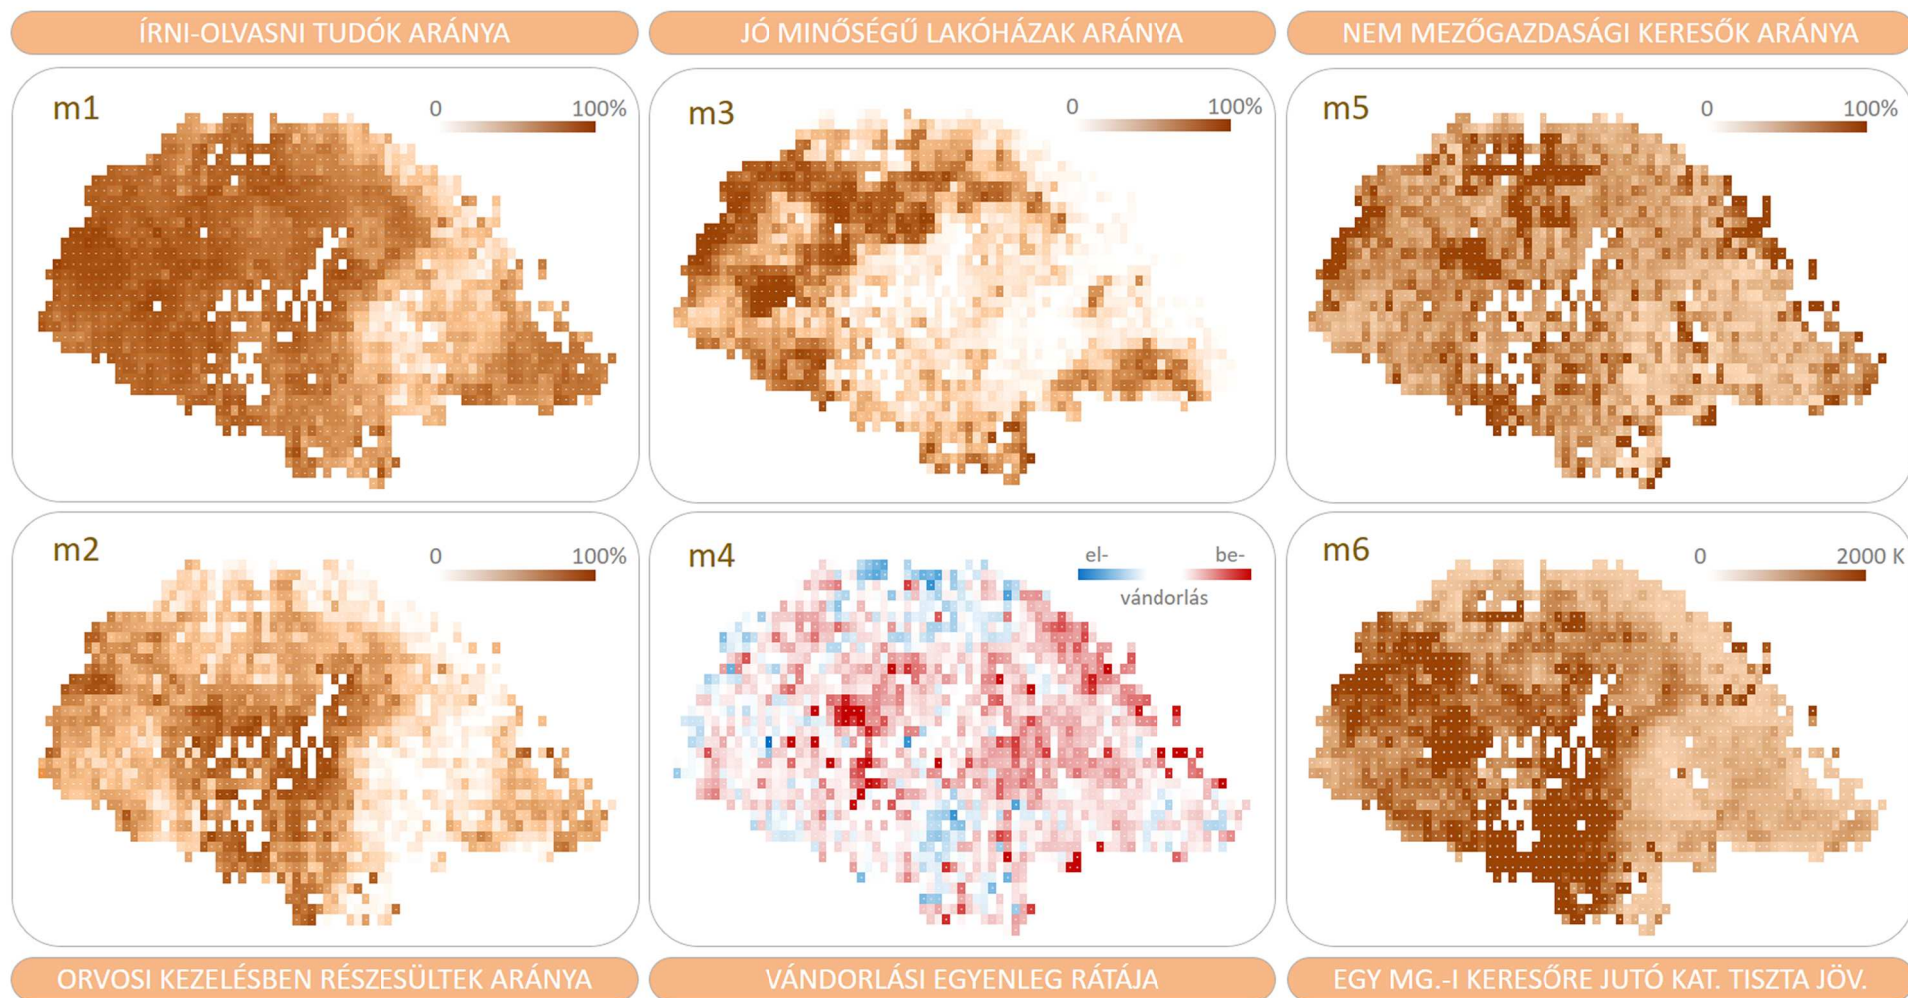 ÍRNI-OLVASNI TUDÓK ARÁNYA
JÓ MINŐSÉGŰ LAKÓHÁZAK ARÁNYA
NEM MEZŐGAZDASÁGI KERESŐK ARÁNYA
m1
0 100%
m3
0 100%
m5
0 100%
m2
0 100%
m4
el- be-
vándorlás
m6
0 2000 K
ORVOSI KEZELÉSBEN RÉSZESÜLTEK ARÁNYA
VÁNDORLÁSI EGYENLEG RÁTÁJA
EGY MG.-I KERESŐRE JUTÓ KAT. TISZTA JÖV.